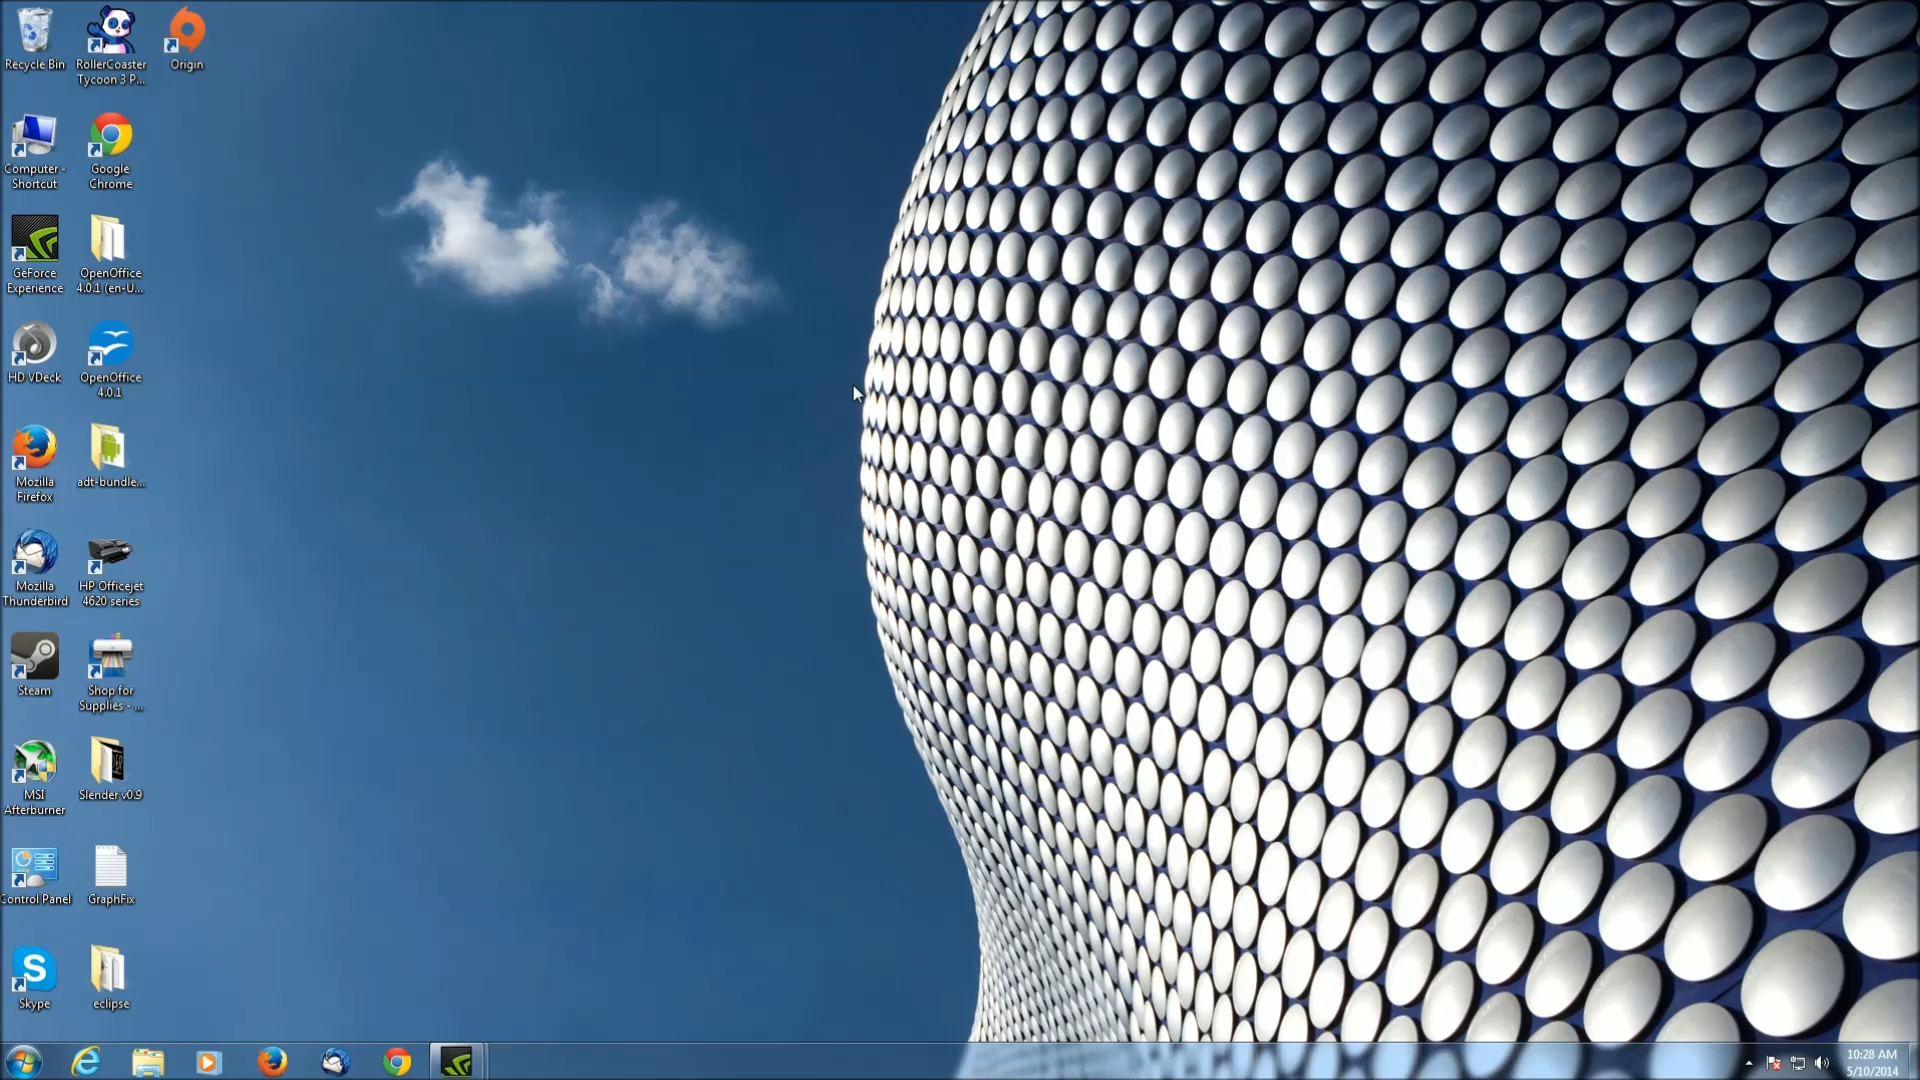 Recycle Bin
RollerCoaster
Tycoon 3 P...
Origin
Computer -
Shortcut
Google
Chrome
GeForce
Experience
OpenOffice
4.0.1 (en-U...
HD VDeck
OpenOffice
4.0.1
Mozilla
Firefox
adt-bundle...
Mozilla
Thunderbird
HP Officejet
4620 series
Steam
Shop for
Supplies - ...
MSI
Afterburner
Slender v0.9
Control Panel
GraphFix
Skype
eclipse
10:28 AM
5/10/2014